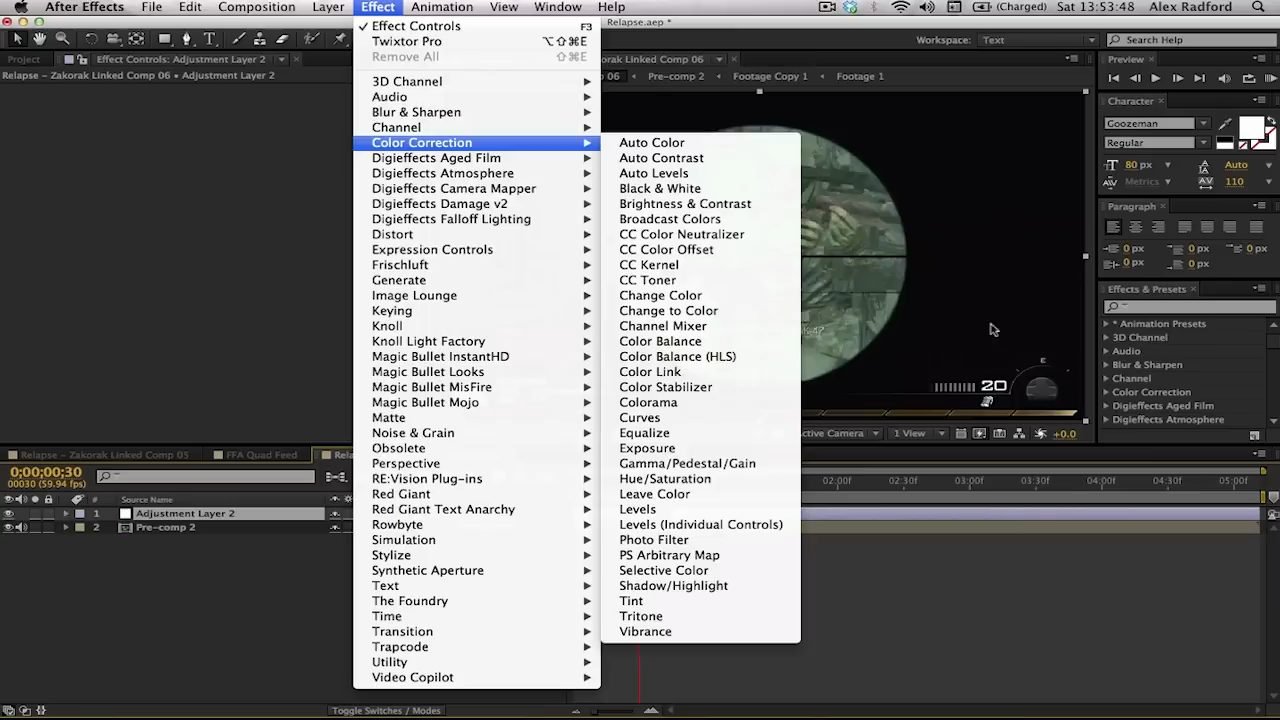 After Effects File Edit Composition Layer Effect Animation View Window Help (Charged) Sat 13:53:48 Alex Radford
Relapse.aep *
Workspace: Text Search Help
Project Effect Controls: Adjustment Layer 2
Relapse – Zakorak Linked Comp 06 • Adjustment Layer 2
✓ Effect Controls F3
Twixtor Pro ⌥⇧⌘E
Remove All ⇧⌘E
3D Channel
Audio
Blur & Sharpen
Channel
Color Correction
Digieffects Aged Film
Digieffects Atmosphere
Digieffects Camera Mapper
Digieffects Damage v2
Digieffects Falloff Lighting
Distort
Expression Controls
Frischluft
Generate
Image Lounge
Keying
Knoll
Knoll Light Factory
Magic Bullet InstantHD
Magic Bullet Looks
Magic Bullet MisFire
Magic Bullet Mojo
Matte
Noise & Grain
Obsolete
Perspective
RE:Vision Plug-ins
Red Giant
Red Giant Text Anarchy
Rowbyte
Simulation
Stylize
Synthetic Aperture
Text
The Foundry
Time
Transition
Trapcode
Utility
Video Copilot
Auto Color
Auto Contrast
Auto Levels
Black & White
Brightness & Contrast
Broadcast Colors
CC Color Neutralizer
CC Color Offset
CC Kernel
CC Toner
Change Color
Change to Color
Channel Mixer
Color Balance
Color Balance (HLS)
Color Link
Color Stabilizer
Colorama
Curves
Equalize
Exposure
Gamma/Pedestal/Gain
Hue/Saturation
Leave Color
Levels
Levels (Individual Controls)
Photo Filter
PS Arbitrary Map
Selective Color
Shadow/Highlight
Tint
Tritone
Vibrance
orak Linked Comp 06
06 Pre-comp 2 Footage Copy 1 Footage 1
20
E
ctive Camera 1 View +0.0
Preview
Character
Goozeman
Regular
80 px Auto
Metrics 110
Paragraph
0 px 0 px 0 px
0 px 0 px
Effects & Presets
* Animation Presets
3D Channel
Audio
Blur & Sharpen
Channel
Color Correction
Digieffects Aged Film
Digieffects Atmosphere
Relapse – Zakorak Linked Comp 05 FFA Quad Feed Rela
0;00;00;30
00030 (59.94 fps)
# Source Name
1 Adjustment Layer 2
2 Pre-comp 2
02:00f 02:30f 03:00f 03:30f 04:00f 04:30f 05:00f
Toggle Switches / Modes